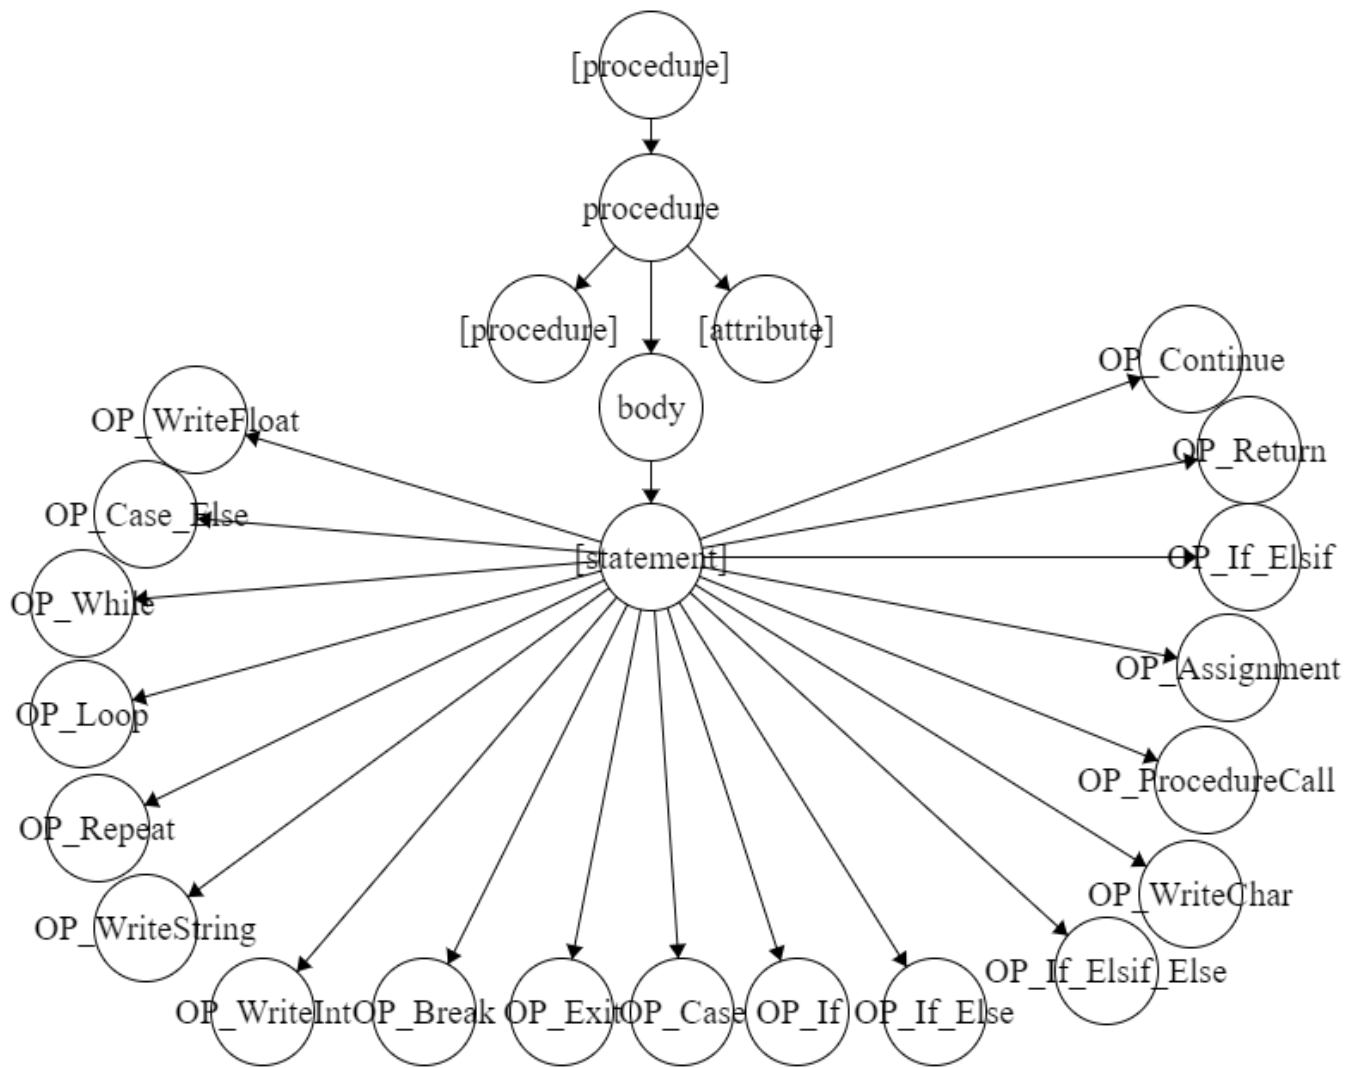 [procedure]
procedure
[procedure]
[attribute]
body
OP_Continue
OP_WriteFloat
OP_Return
OP_Case_Else
[statement]
OP_If_Elsif
OP_While
OP_Assignment
OP_Loop
OP_ProcedureCall
OP_Repeat
OP_WriteChar
OP_WriteString
OP_If_Elsif_Else
OP_WriteInt
OP_Break
OP_Exit
OP_Case
OP_If
OP_If_Else